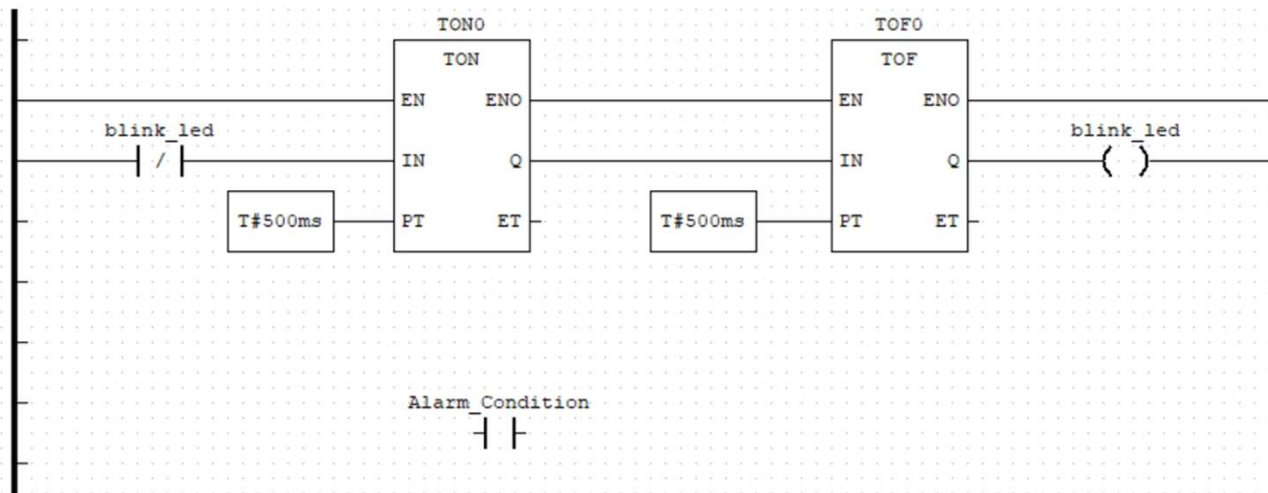 TON0
TOF0
TON
TOF
EN ENO
EN ENO
blink_led
blink_led
/
IN Q
IN Q
T#500ms
PT ET
T#500ms
PT ET
Alarm_Condition